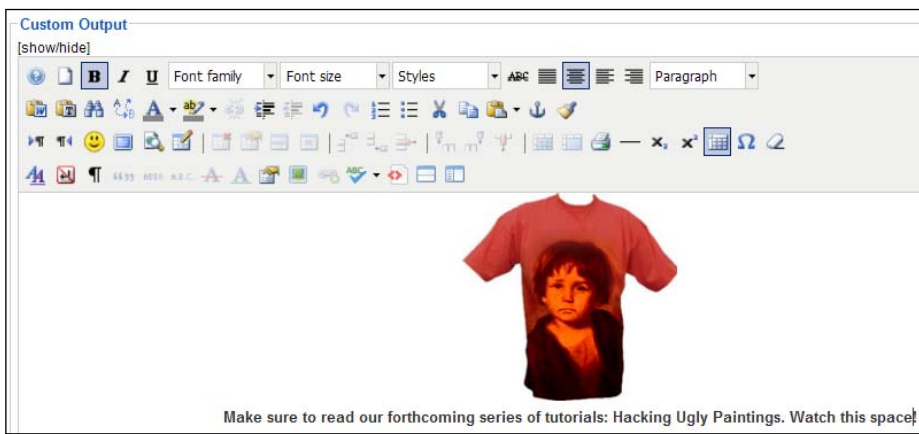 Custom Output
[show/hide]
B I U Font family Font size Styles ABC Paragraph
Make sure to read our forthcoming series of tutorials: Hacking Ugly Paintings. Watch this space!